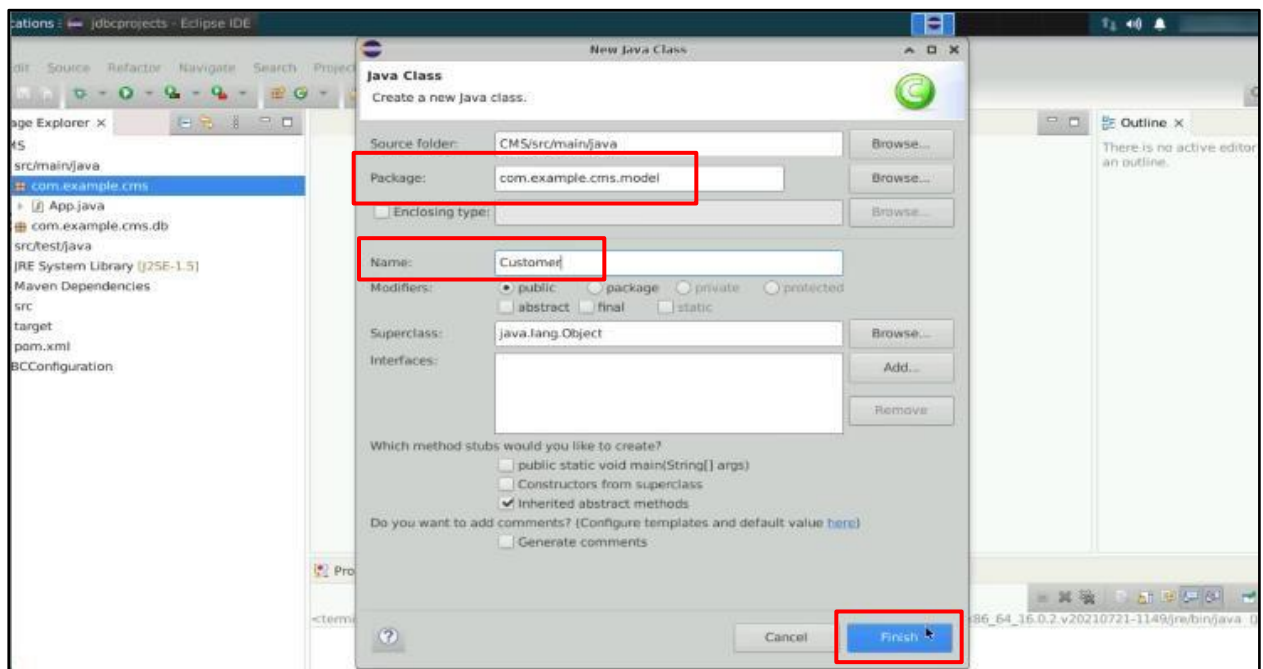 cations : jdbcprojects - Eclipse IDE
New Java Class
dit Source Refactor Navigate Search Project
Java Class
Create a new Java class.
age Explorer ×
Outline ×
There is no active editor
an outline.
MS
src/main/java
com.example.cms
App.java
com.example.cms.db
src/test/java
JRE System Library [J2SE-1.5]
Maven Dependencies
src
target
pom.xml
BCConfiguration
Source folder: CMS/src/main/java Browse...
Package: com.example.cms.model Browse...
Enclosing type: Browse...
Name: Customer
Modifiers: public package private protected
abstract final static
Superclass: java.lang.Object Browse...
Interfaces: Add...
Remove
Which method stubs would you like to create?
public static void main(String[] args)
Constructors from superclass
Inherited abstract methods
Do you want to add comments? (Configure templates and default value here)
Generate comments
Pro
<termi
x86_64_16.0.2.v20210721-1149/jre/bin/java
? Cancel Finish